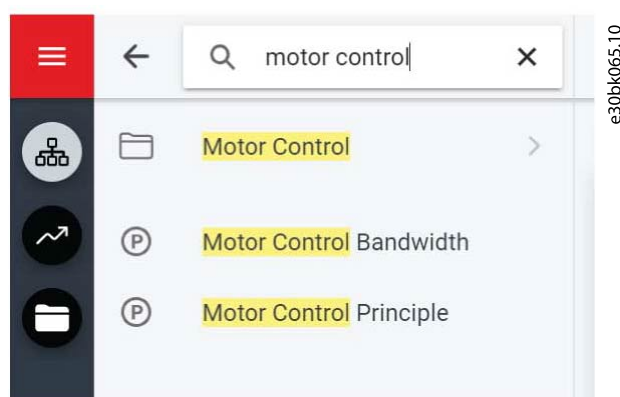 motor control
Motor Control
P
Motor Control Bandwidth
P
Motor Control Principle
e30bk065.10